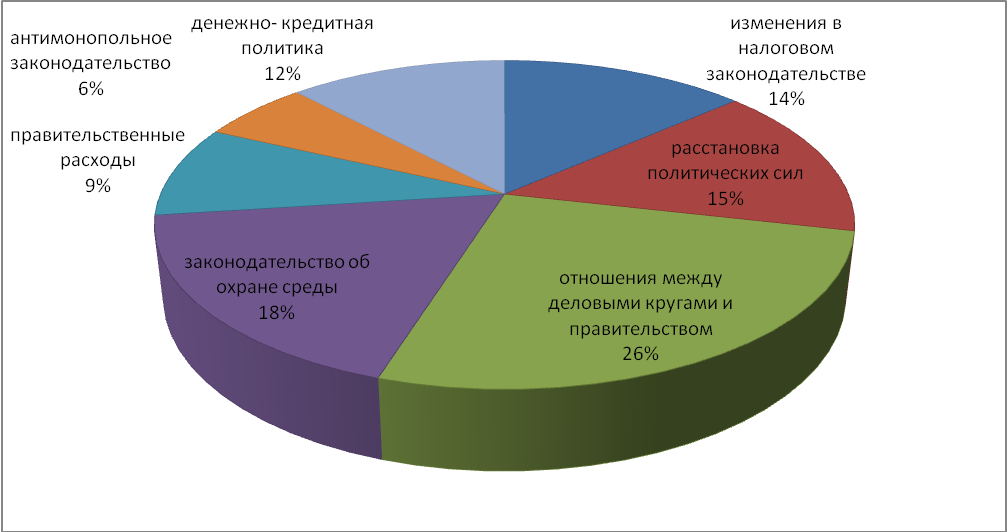 денежно- кредитная
политика
12%
изменения в
налоговом
законодательстве
14%
антимонопольное
законодательство
6%
правительственные
расходы
9%
расстановка
политических сил
15%
законодательство об
охране среды
18%
отношения между
деловыми кругами и
правительством
26%